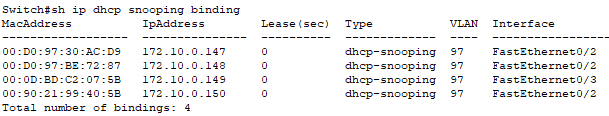 Switch#sh ip dhcp snooping binding
MacAddress IpAddress Lease(sec) Type VLAN Interface
------------------ --------------- ---------- ------------- ---- -----------------
00:D0:97:30:AC:D9 172.10.0.147 0 dhcp-snooping 97 FastEthernet0/2
00:D0:97:BE:72:87 172.10.0.148 0 dhcp-snooping 97 FastEthernet0/2
00:0D:BD:C2:07:5B 172.10.0.149 0 dhcp-snooping 97 FastEthernet0/3
00:90:21:99:40:5B 172.10.0.150 0 dhcp-snooping 97 FastEthernet0/2
Total number of bindings: 4